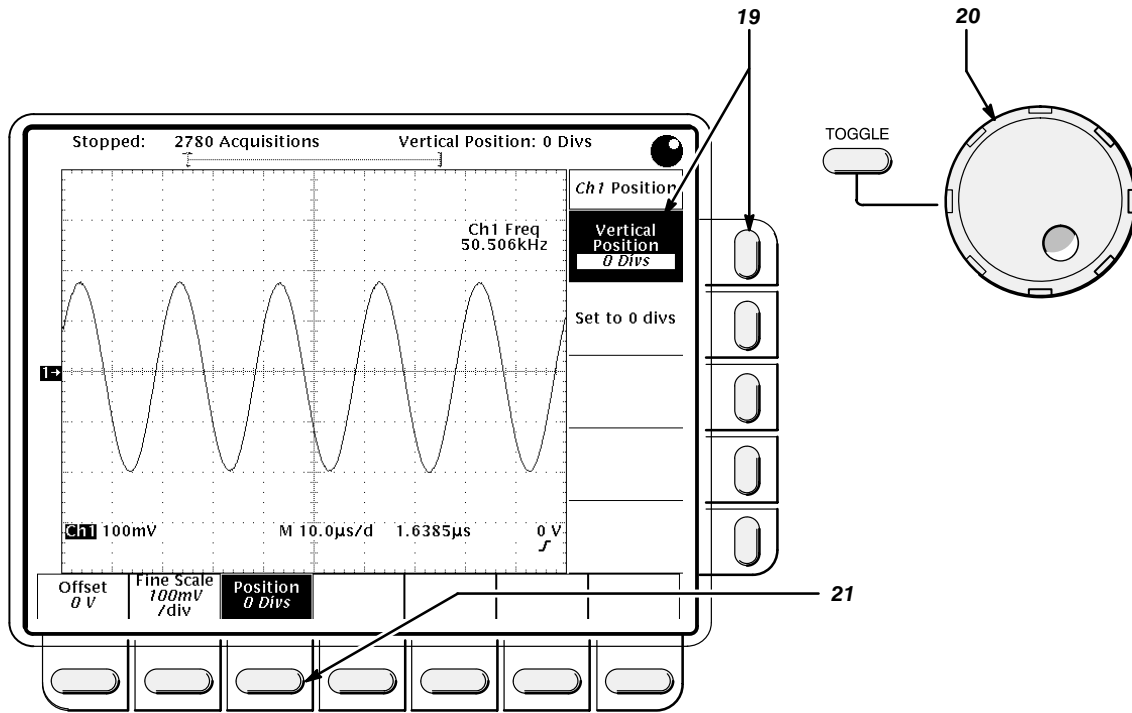 19
20
TOGGLE
Stopped: 2780 Acquisitions Vertical Position: 0 Divs
Ch1 Position
Ch1 Freq
50.506kHz
Vertical
Position
0 Divs
Set to 0 divs
1→
Ch1 100mV M 10.0µs/d 1.6385µs 0 V
Offset
0 V
Fine Scale
100mV
/div
Position
0 Divs
21